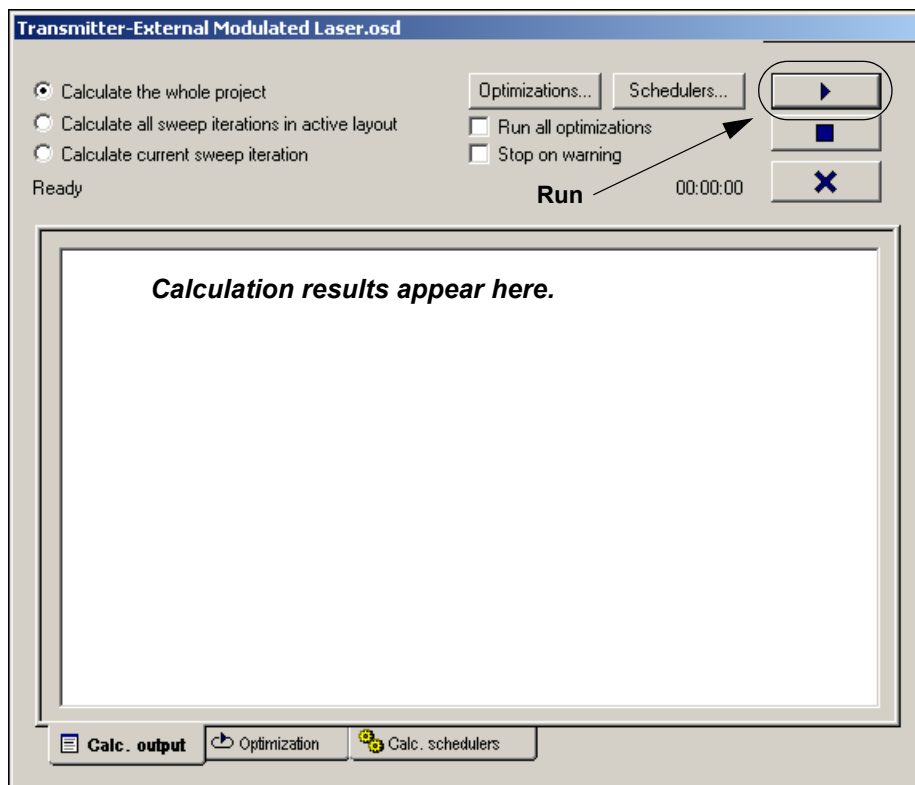 Transmitter-External Modulated Laser.osd
Calculate the whole project
Optimizations...
Schedulers...
Calculate all sweep iterations in active layout
Run all optimizations
Calculate current sweep iteration
Stop on warning
Ready
Run
00:00:00
Calculation results appear here.
Calc. output
Optimization
Calc. schedulers